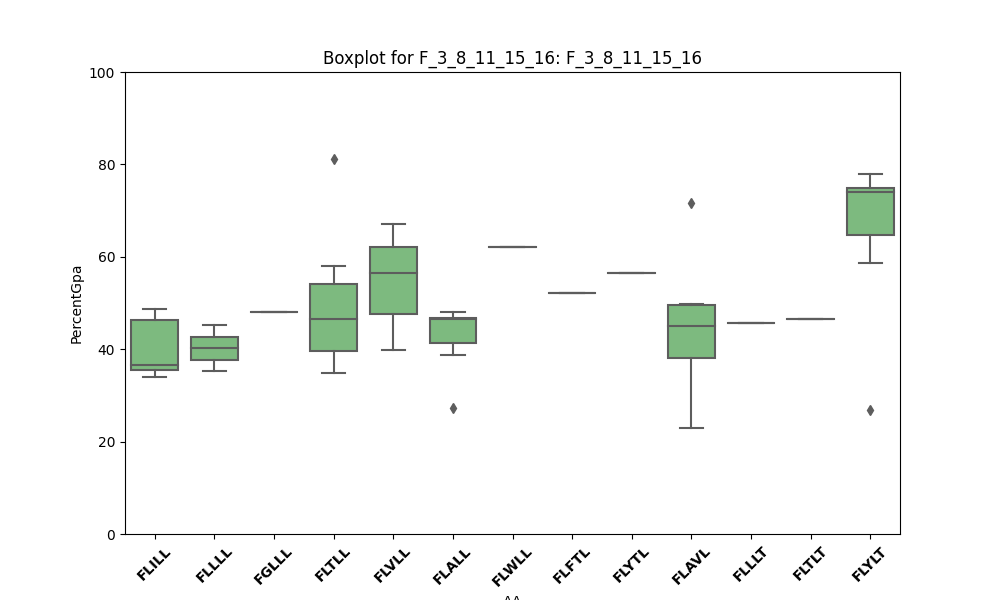 Boxplot for F_3_8_11_15_16: F_3_8_11_15_16
100
80
60
40
20
0
PercentGpa
FLILL FLLLL FGLLL FLTLL FLVLL FLALL FLWLL FLFTL FLYTL FLAVL FLLLT FLTLT FLYLT